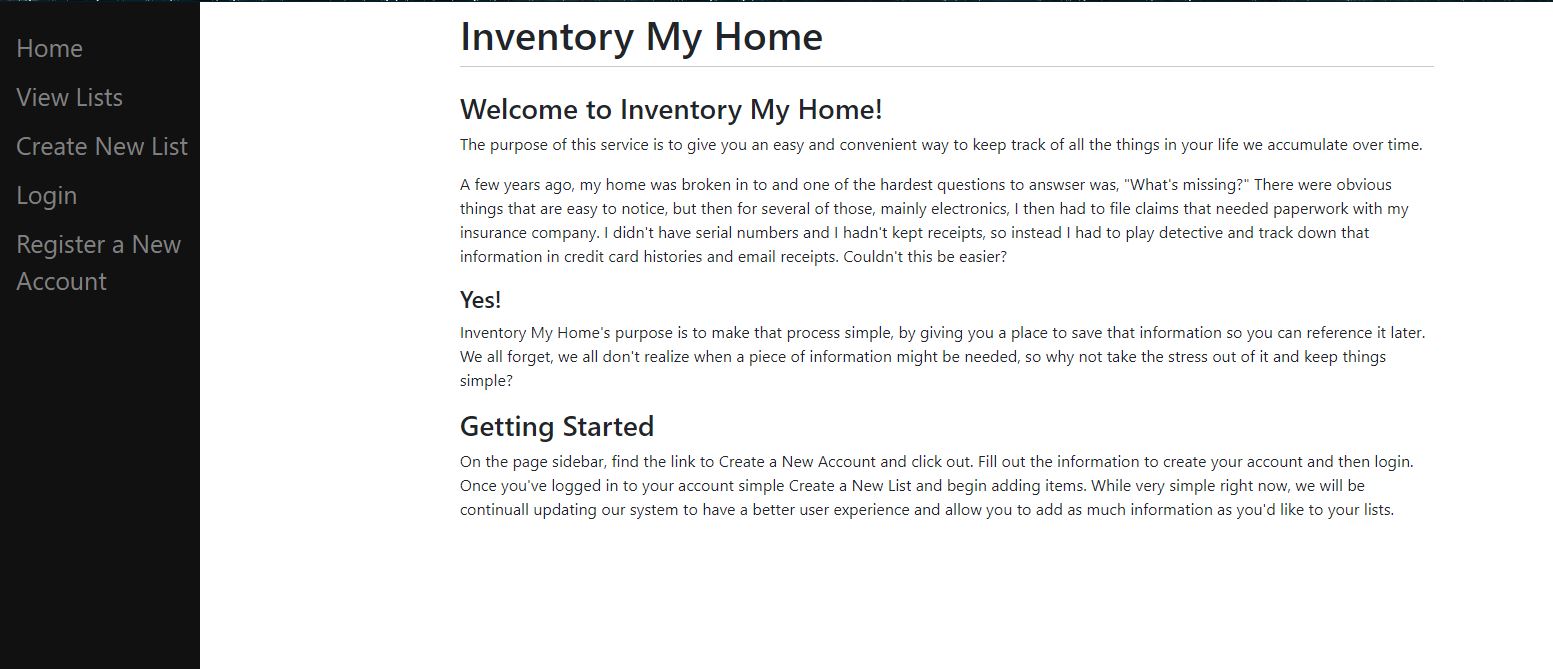 Home
View Lists
Create New List
Login
Register a New
Account
Inventory My Home
Welcome to Inventory My Home!
The purpose of this service is to give you an easy and convenient way to keep track of all the things in your life we accumulate over time.
A few years ago, my home was broken in to and one of the hardest questions to answser was, "What's missing?" There were obvious
things that are easy to notice, but then for several of those, mainly electronics, I then had to file claims that needed paperwork with my
insurance company. I didn't have serial numbers and I hadn't kept receipts, so instead I had to play detective and track down that
information in credit card histories and email receipts. Couldn't this be easier?
Yes!
Inventory My Home's purpose is to make that process simple, by giving you a place to save that information so you can reference it later.
We all forget, we all don't realize when a piece of information might be needed, so why not take the stress out of it and keep things
simple?
Getting Started
On the page sidebar, find the link to Create a New Account and click out. Fill out the information to create your account and then login.
Once you've logged in to your account simple Create a New List and begin adding items. While very simple right now, we will be
continuall updating our system to have a better user experience and allow you to add as much information as you'd like to your lists.